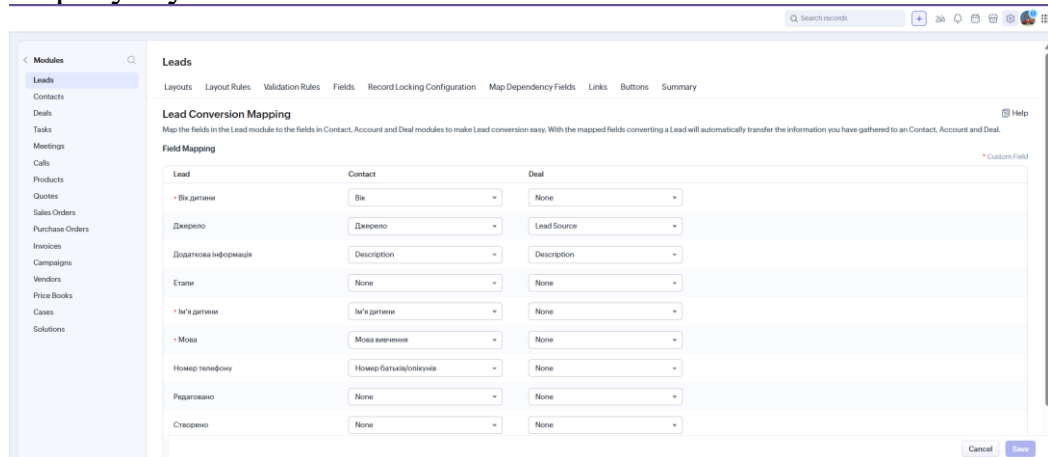 Search records
Modules
Leads
Contacts
Deals
Tasks
Meetings
Calls
Products
Quotes
Sales Orders
Purchase Orders
Invoices
Campaigns
Vendors
Price Books
Cases
Solutions
Leads
Layouts Layout Rules Validation Rules Fields Record Locking Configuration Map Dependency Fields Links Buttons Summary
Lead Conversion Mapping
Help
Map the fields in the Lead module to the fields in Contact, Account and Deal modules to make Lead conversion easy. With the mapped fields converting a Lead will automatically transfer the information you have gathered to an Contact, Account and Deal.
Field Mapping
* Custom Field
Lead Contact Deal
• Вік дитини Вік None
Джерело Джерело Lead Source
Додаткова інформація Description Description
Етапи None None
• Ім'я дитини Ім'я дитини None
• Мова Мова вивчення None
Номер телефону Номер батьків/опікунів None
Редаговано None None
Створено None None
Cancel Save